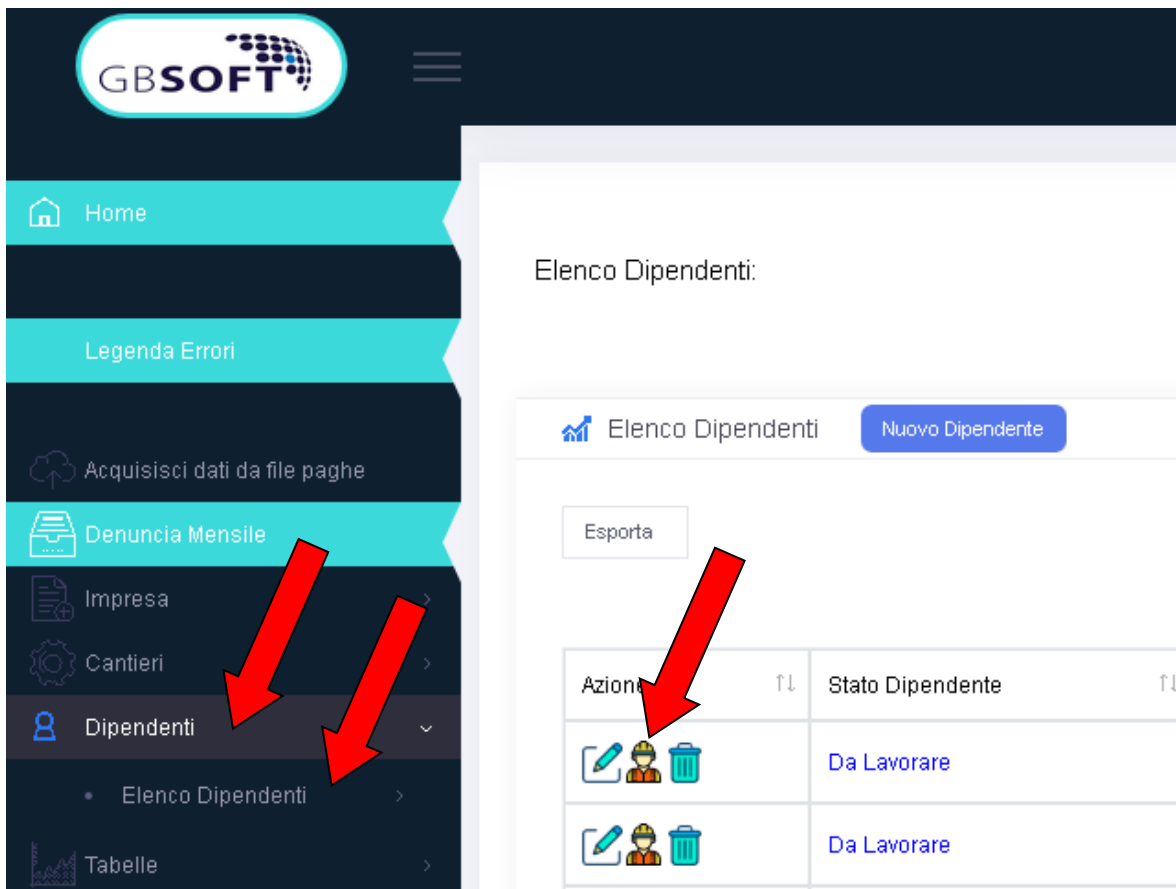 GBSOFT
Home
Legenda Errori
Acquisisci dati da file paghe
Denuncia Mensile
Impresa
Cantieri
Dipendenti
Elenco Dipendenti
Tabelle
Elenco Dipendenti:
Elenco Dipendenti Nuovo Dipendente
Esporta
Stato Dipendente
Da Lavorare
Da Lavorare